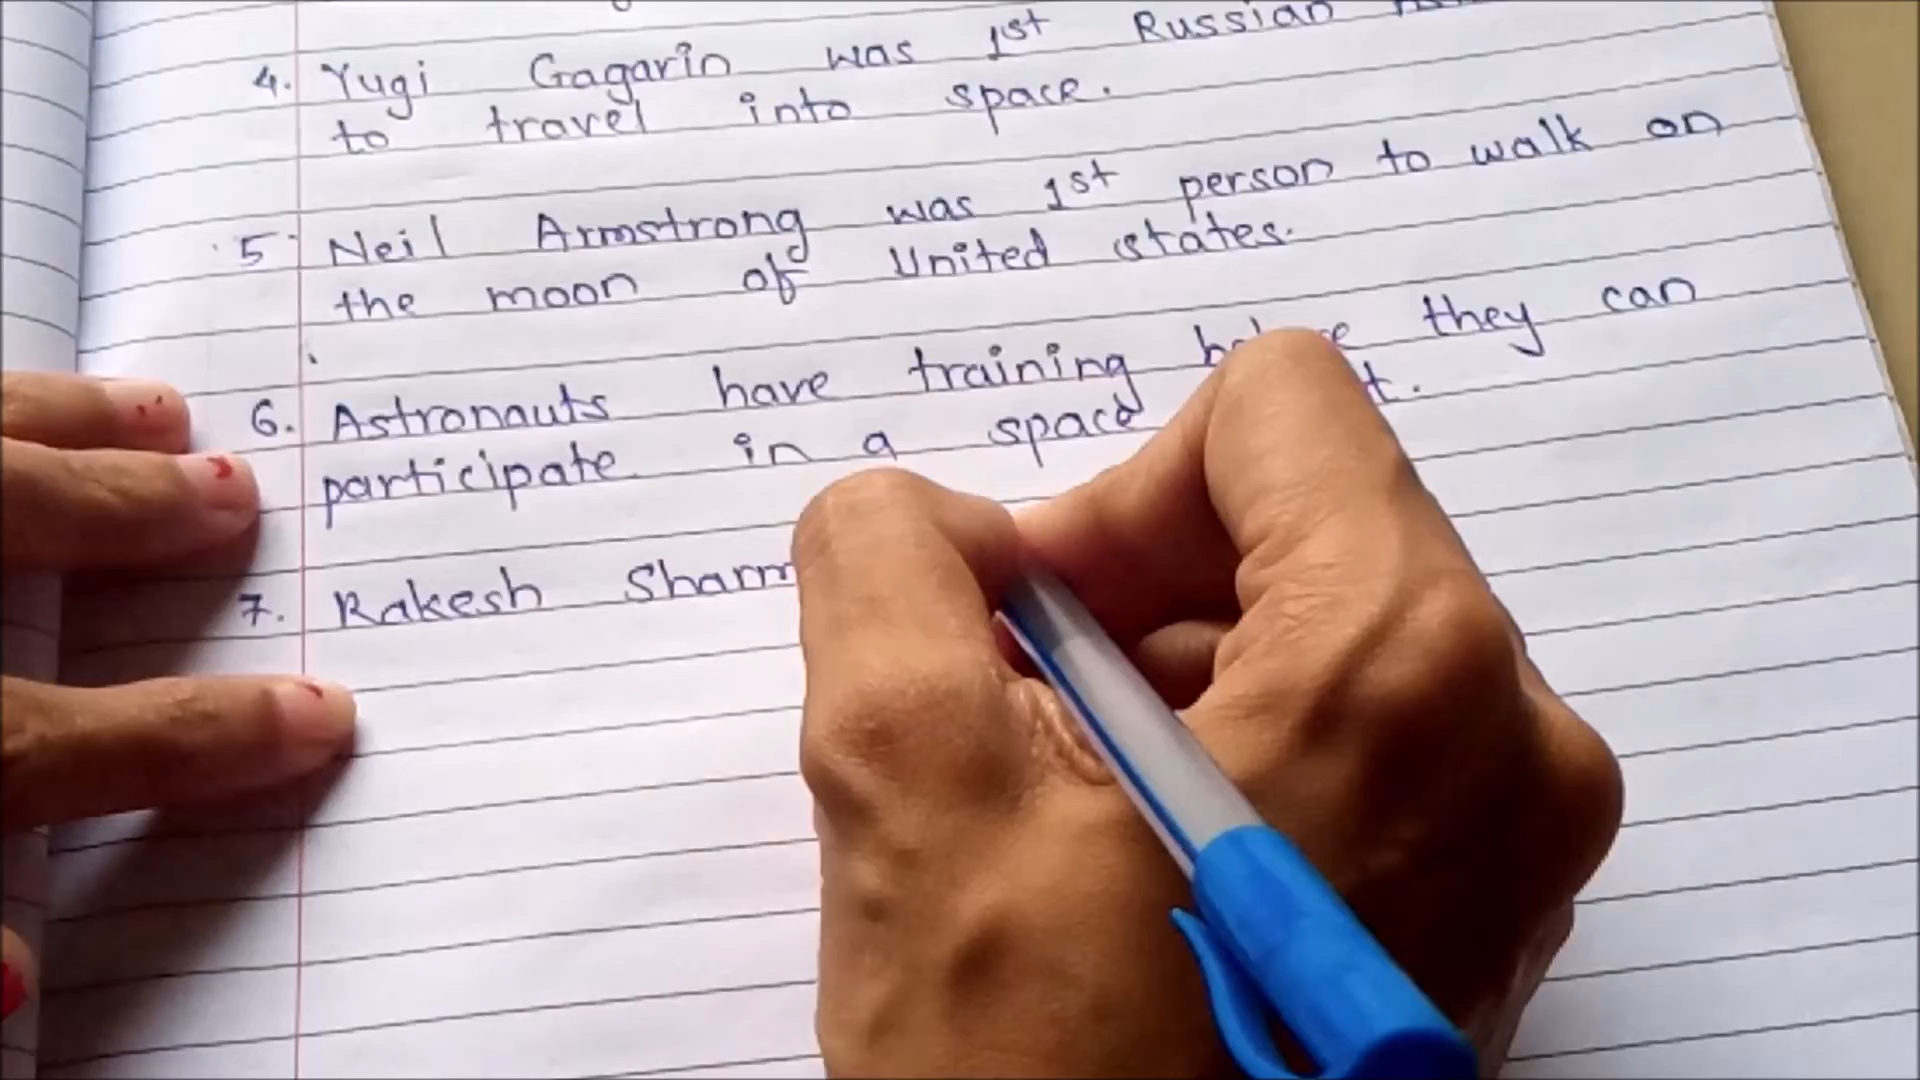 4. Yugi Gagarin was 1st Russian
to travel into space.
5. Neil Armstrong was 1st person to walk on
the moon of United states.
6. Astronauts have training they can
participate in a space
7. Rakesh Sharm